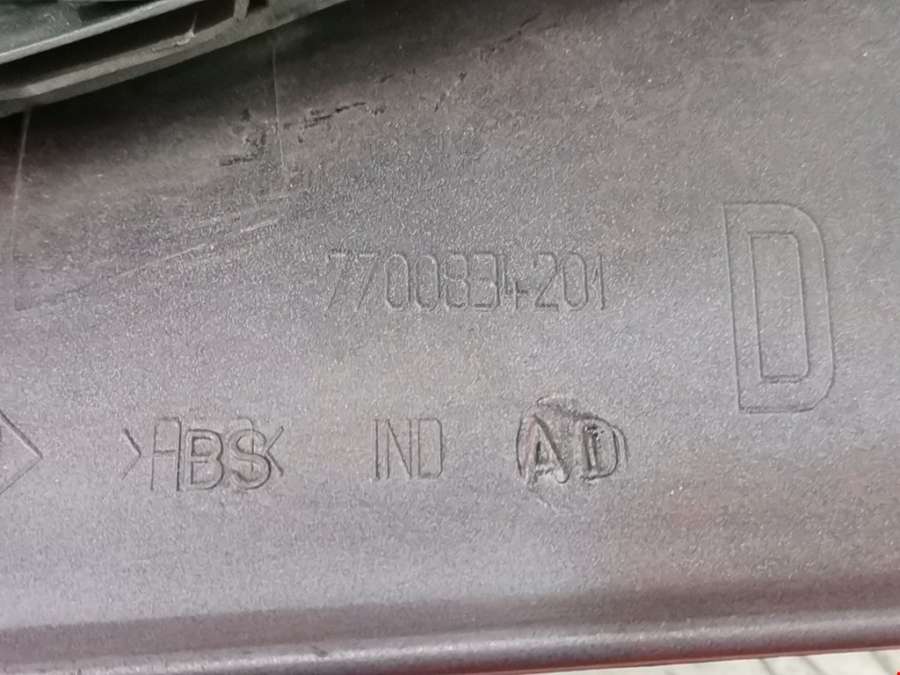 7700834201
D
>ABS< IND AD